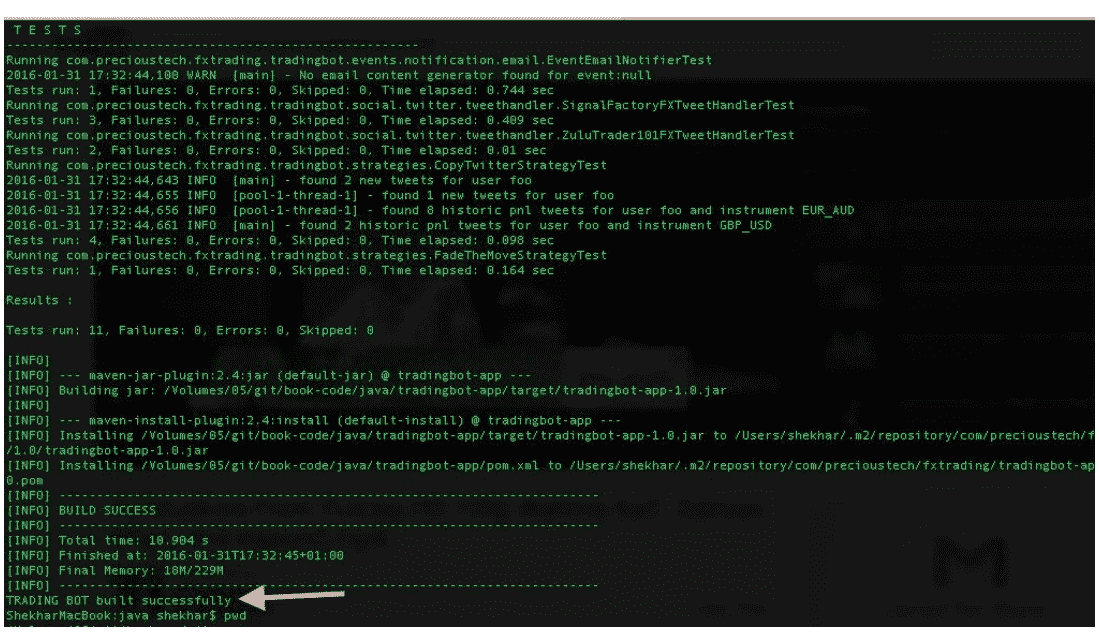 T E S T S
-------------------------------------------------------
Running com.precioustech.fxtrading.tradingbot.events.notification.email.EventEmailNotifierTest
2016-01-31 17:32:44,108 WARN  [main] - No email content generator found for event:null
Tests run: 1, Failures: 0, Errors: 0, Skipped: 0, Time elapsed: 0.744 sec
Running com.precioustech.fxtrading.tradingbot.social.twitter.tweethandler.SignalFactoryFXTweetHandlerTest
Tests run: 3, Failures: 0, Errors: 0, Skipped: 0, Time elapsed: 0.409 sec
Running com.precioustech.fxtrading.tradingbot.social.twitter.tweethandler.ZuluTrader101FXTweetHandlerTest
Tests run: 2, Failures: 0, Errors: 0, Skipped: 0, Time elapsed: 0.01 sec
Running com.precioustech.fxtrading.tradingbot.strategies.CopyTwitterStrategyTest
2016-01-31 17:32:44,643 INFO  [main] - found 2 new tweets for user foo
2016-01-31 17:32:44,655 INFO  [pool-1-thread-1] - found 1 new tweets for user foo
2016-01-31 17:32:44,656 INFO  [pool-1-thread-1] - found 8 historic pnl tweets for user foo and instrument EUR_AUD
2016-01-31 17:32:44,661 INFO  [main] - found 2 historic pnl tweets for user foo and instrument GBP_USD
Tests run: 4, Failures: 0, Errors: 0, Skipped: 0, Time elapsed: 0.098 sec
Running com.precioustech.fxtrading.tradingbot.strategies.FadeTheMoveStrategyTest
Tests run: 1, Failures: 0, Errors: 0, Skipped: 0, Time elapsed: 0.164 sec
Results :
Tests run: 11, Failures: 0, Errors: 0, Skipped: 0
[INFO]
[INFO] --- maven-jar-plugin:2.4:jar (default-jar) @ tradingbot-app ---
[INFO] Building jar: /Volumes/05/git/book-code/java/tradingbot-app/target/tradingbot-app-1.0.jar
[INFO]
[INFO] --- maven-install-plugin:2.4:install (default-install) @ tradingbot-app ---
[INFO] Installing /Volumes/05/git/book-code/java/tradingbot-app/target/tradingbot-app-1.0.jar to /Users/shekhar/.m2/repository/com/precioustech/f
/1.0/tradingbot-app-1.0.jar
[INFO] Installing /Volumes/05/git/book-code/java/tradingbot-app/pom.xml to /Users/shekhar/.m2/repository/com/precioustech/fxtrading/tradingbot-ap
0.pom
[INFO] ------------------------------------------------------------------------
[INFO] BUILD SUCCESS
[INFO] ------------------------------------------------------------------------
[INFO] Total time: 10.904 s
[INFO] Finished at: 2016-01-31T17:32:45+01:00
[INFO] Final Memory: 18M/229M
[INFO] ------------------------------------------------------------------------
TRADING BOT built successfully
ShekharMacBook:java shekhar$ pwd